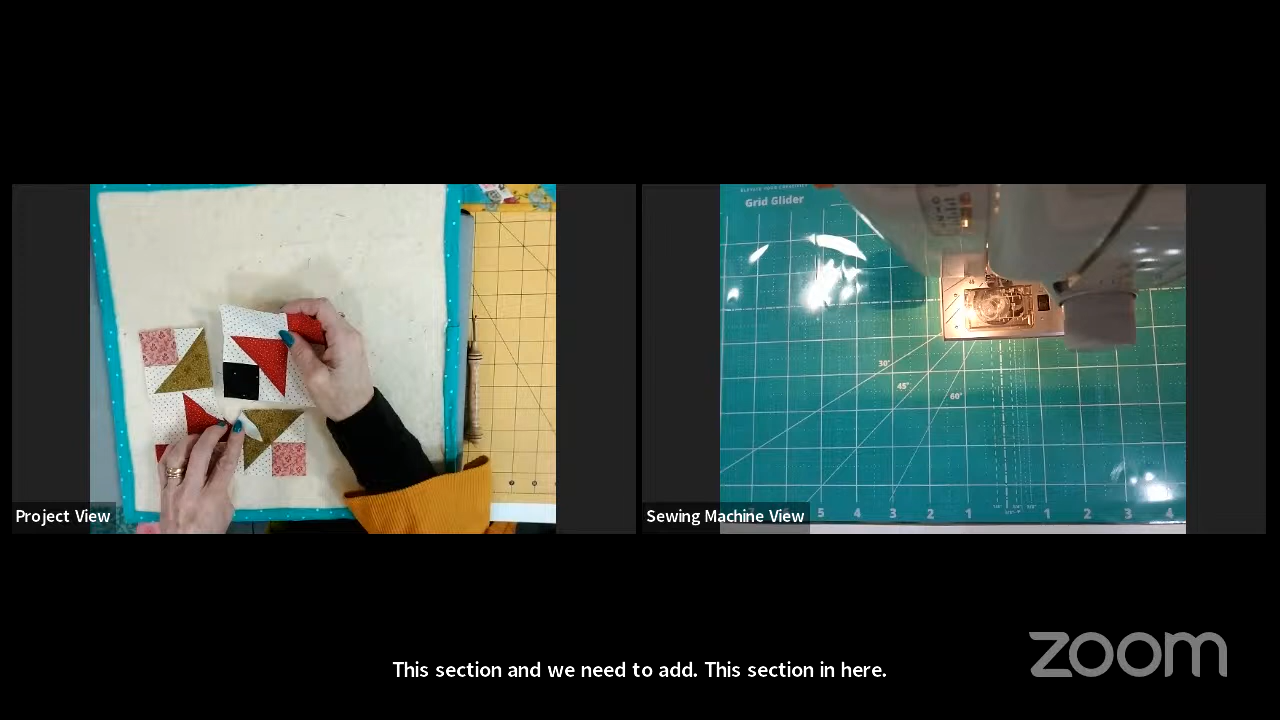 Grid Glider
30°
45°
60°
5 4 3 2 1 1 2 3 4
Project View
Sewing Machine View
This section and we need to add. This section in here.
zoom